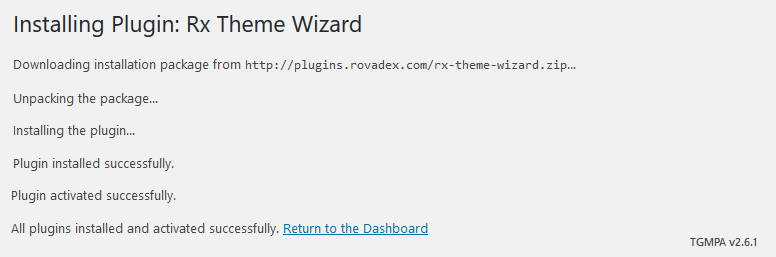 Installing Plugin: Rx Theme Wizard
Downloading installation package from http://plugins.rovadex.com/rx-theme-wizard.zip…
Unpacking the package…
Installing the plugin…
Plugin installed successfully.
Plugin activated successfully.
All plugins installed and activated successfully. Return to the Dashboard
TGMPA v2.6.1